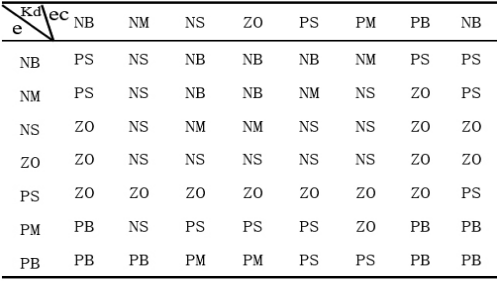 Kd ec NB NM NS ZO PS PM PB NB
e
NB PS NS NB NB NB NM PS PS
NM PS NS NB NB NM NS ZO PS
NS ZO NS NM NM NS NS ZO ZO
ZO ZO NS NS NS NS NS ZO ZO
PS ZO ZO ZO ZO ZO ZO ZO PS
PM PB NS PS PS PS ZO PB PB
PB PB PB PM PM PS PS PB PB